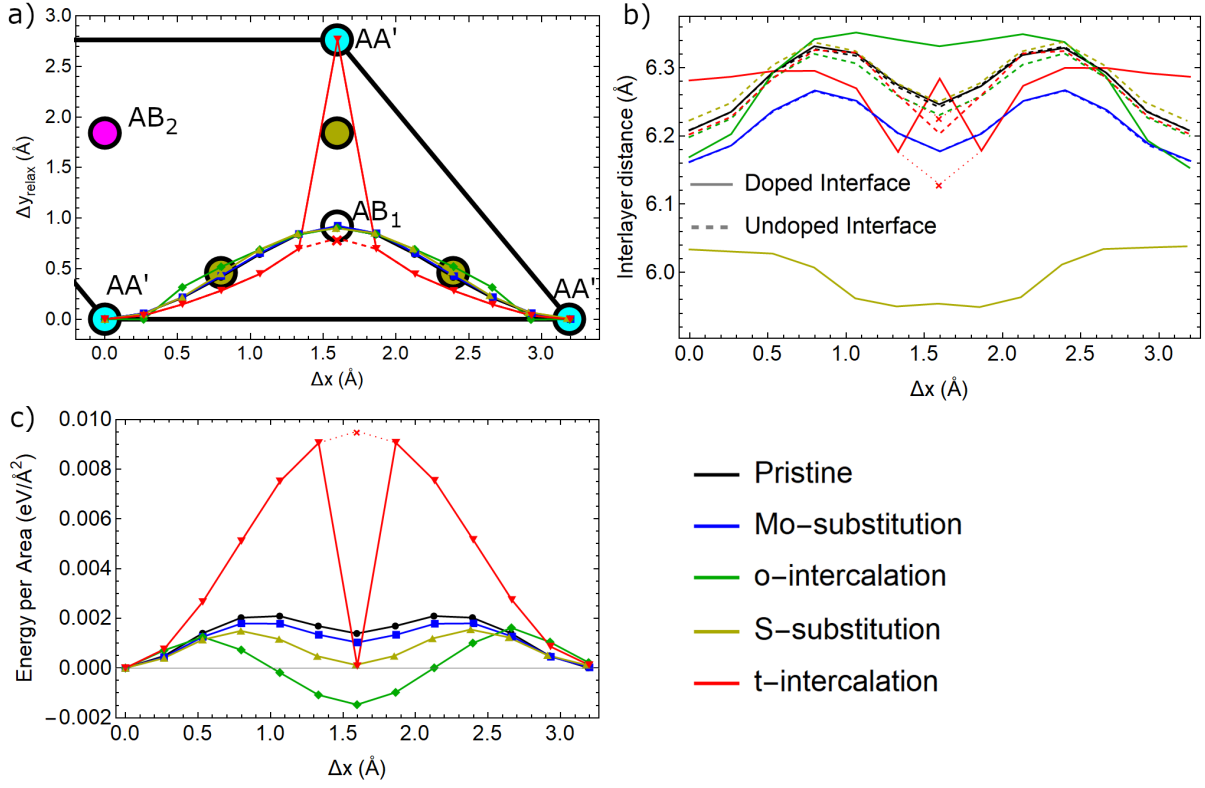 a)
Δy_relax (Å)
3.0
2.5
2.0
1.5
1.0
0.5
0.0
AA'
AB₂
AB₁
AA'
AA'
0.0 0.5 1.0 1.5 2.0 2.5 3.0
Δx (Å)
b)
Interlayer distance (Å)
6.3
6.2
6.1
6.0
Doped Interface
Undoped Interface
0.0 0.5 1.0 1.5 2.0 2.5 3.0
Δx (Å)
c)
Energy per Area (eV/Å²)
0.010
0.008
0.006
0.004
0.002
0.000
−0.002
0.0 0.5 1.0 1.5 2.0 2.5 3.0
Δx (Å)
Pristine
Mo−substitution
o−intercalation
S−substitution
t−intercalation